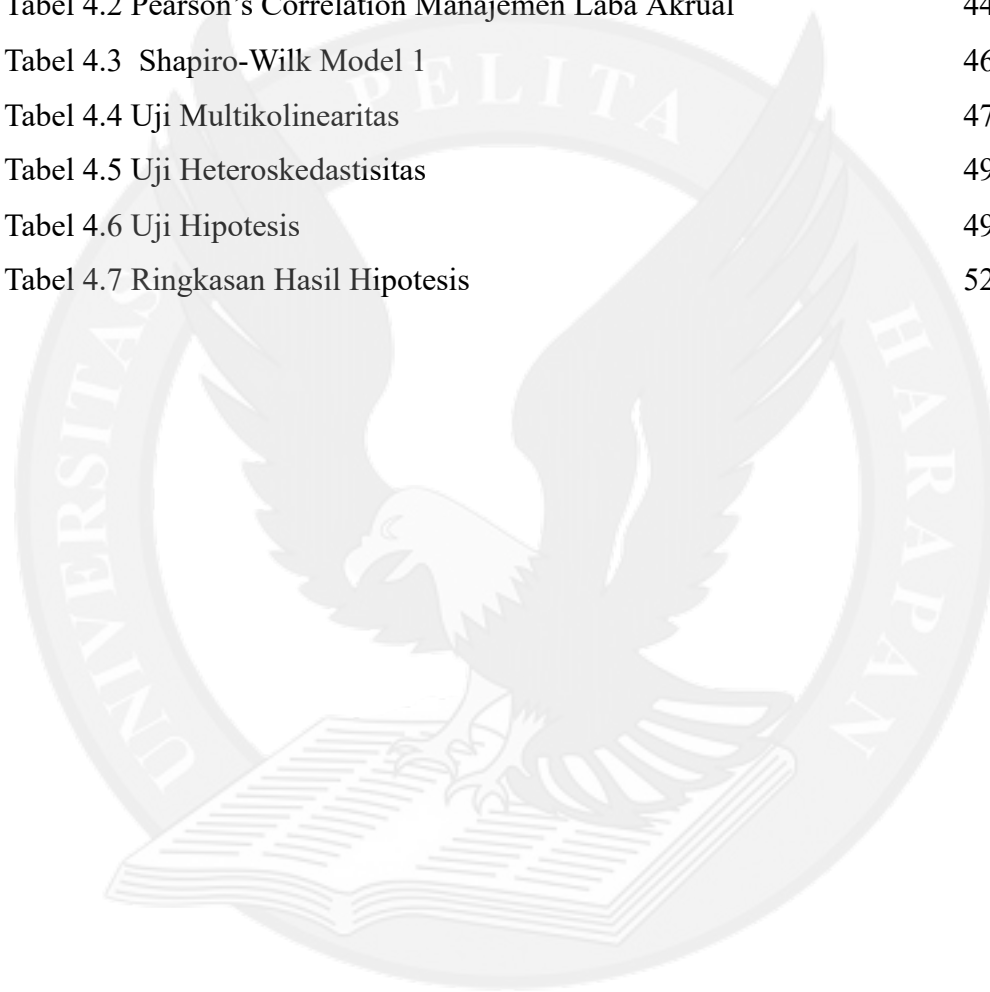 Tabel 4.2 Pearson's Correlation Manajemen Laba Akrual 44
Tabel 4.3 Shapiro-Wilk Model 1 46
Tabel 4.4 Uji Multikolinearitas 47
Tabel 4.5 Uji Heteroskedastisitas 49
Tabel 4.6 Uji Hipotesis 49
Tabel 4.7 Ringkasan Hasil Hipotesis 52
UNIVERSITAS PELITA HARAPAN